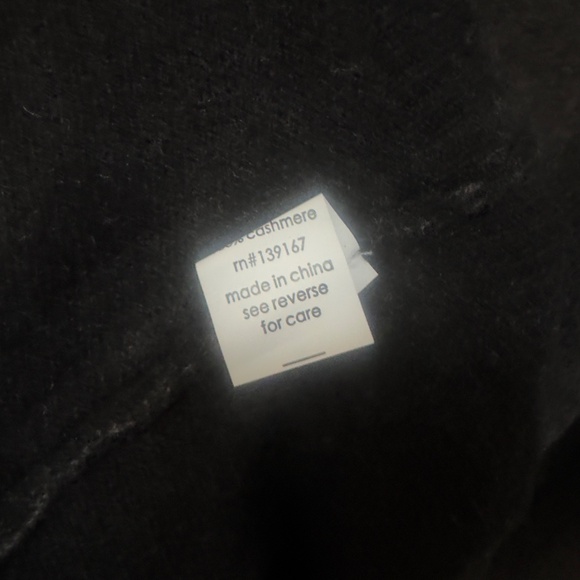 % cashmere
rn#139167
made in china
see reverse
for care